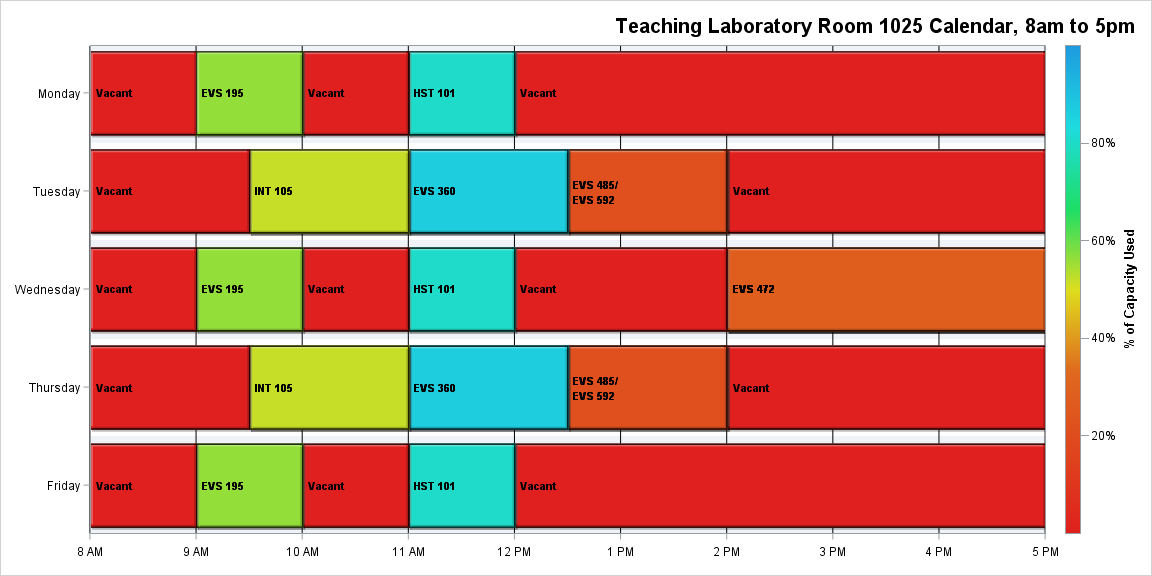 Teaching Laboratory Room 1025 Calendar, 8am to 5pm
Monday
Vacant
EVS 195
Vacant
HST 101
Vacant
Tuesday
Vacant
INT 105
EVS 360
EVS 485/
EVS 592
Vacant
Wednesday
Vacant
EVS 195
Vacant
HST 101
Vacant
EVS 472
Thursday
Vacant
INT 105
EVS 360
EVS 485/
EVS 592
Vacant
Friday
Vacant
EVS 195
Vacant
HST 101
Vacant
8 AM
9 AM
10 AM
11 AM
12 PM
1 PM
2 PM
3 PM
4 PM
5 PM
80%
60%
40%
20%
% of Capacity Used